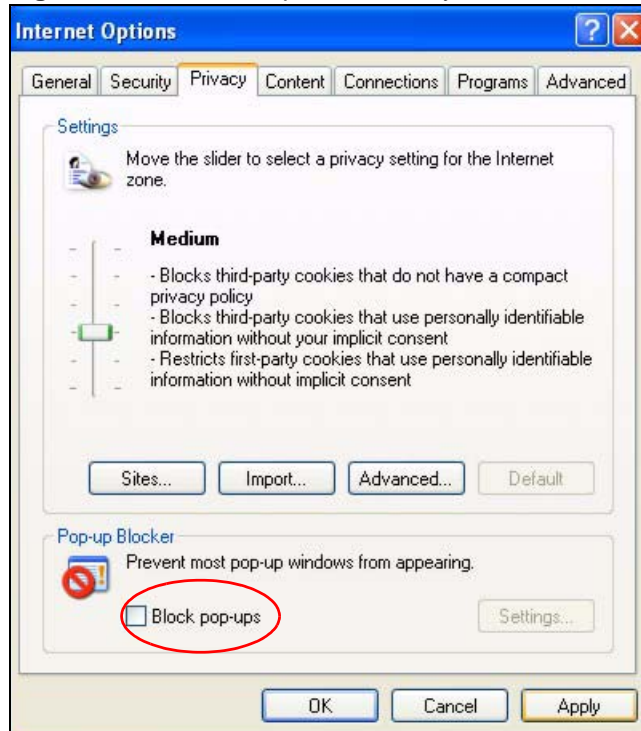 Internet Options
General Security Privacy Content Connections Programs Advanced
Settings
Move the slider to select a privacy setting for the Internet
zone.
Medium
- Blocks third-party cookies that do not have a compact
privacy policy
- Blocks third-party cookies that use personally identifiable
information without your implicit consent
- Restricts first-party cookies that use personally identifiable
information without implicit consent
Sites... Import... Advanced... Default
Pop-up Blocker
Prevent most pop-up windows from appearing.
Block pop-ups Settings...
OK Cancel Apply